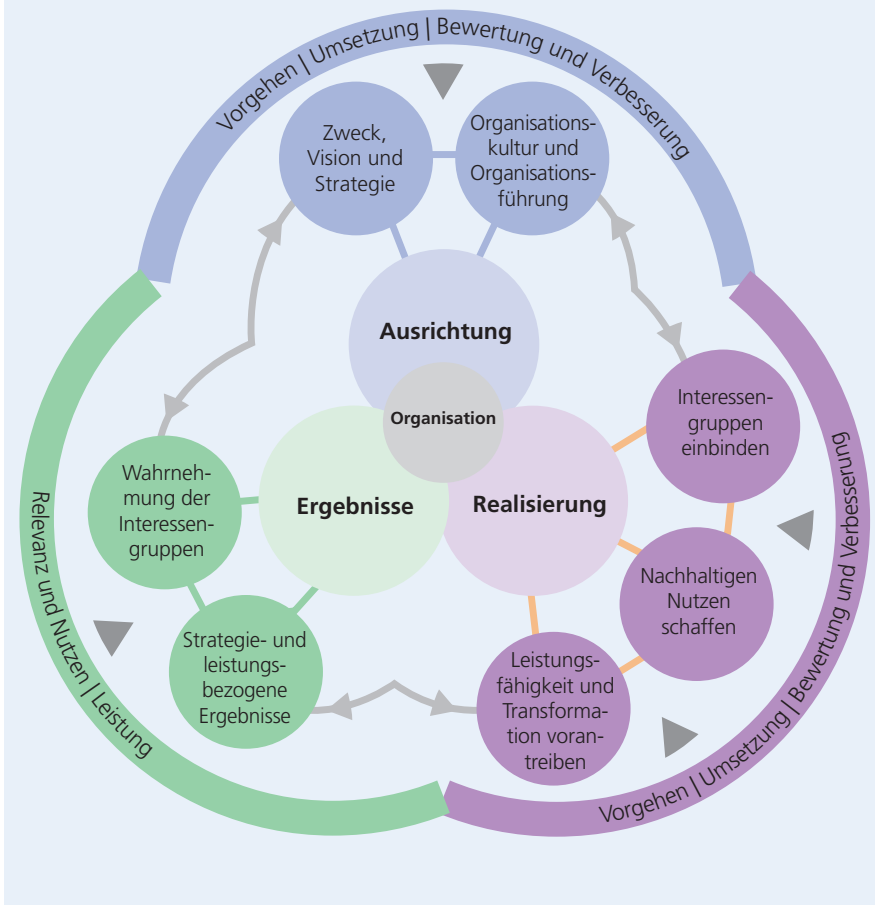 Vorgehen | Umsetzung | Bewertung und Verbesserung
Zweck,
Vision und
Strategie
Organisations-
kultur und
Organisations-
führung
Ausrichtung
Organisation
Ergebnisse
Realisierung
Interessen-
gruppen
einbinden
Nachhaltigen
Nutzen
schaffen
Leistungs-
fähigkeit und
Transforma-
tion voran-
treiben
Vorgehen | Umsetzung | Bewertung und Verbesserung
Wahrneh-
mung der
Interessen-
gruppen
Strategie- und
leistungs-
bezogene
Ergebnisse
Relevanz und Nutzen | Leistung